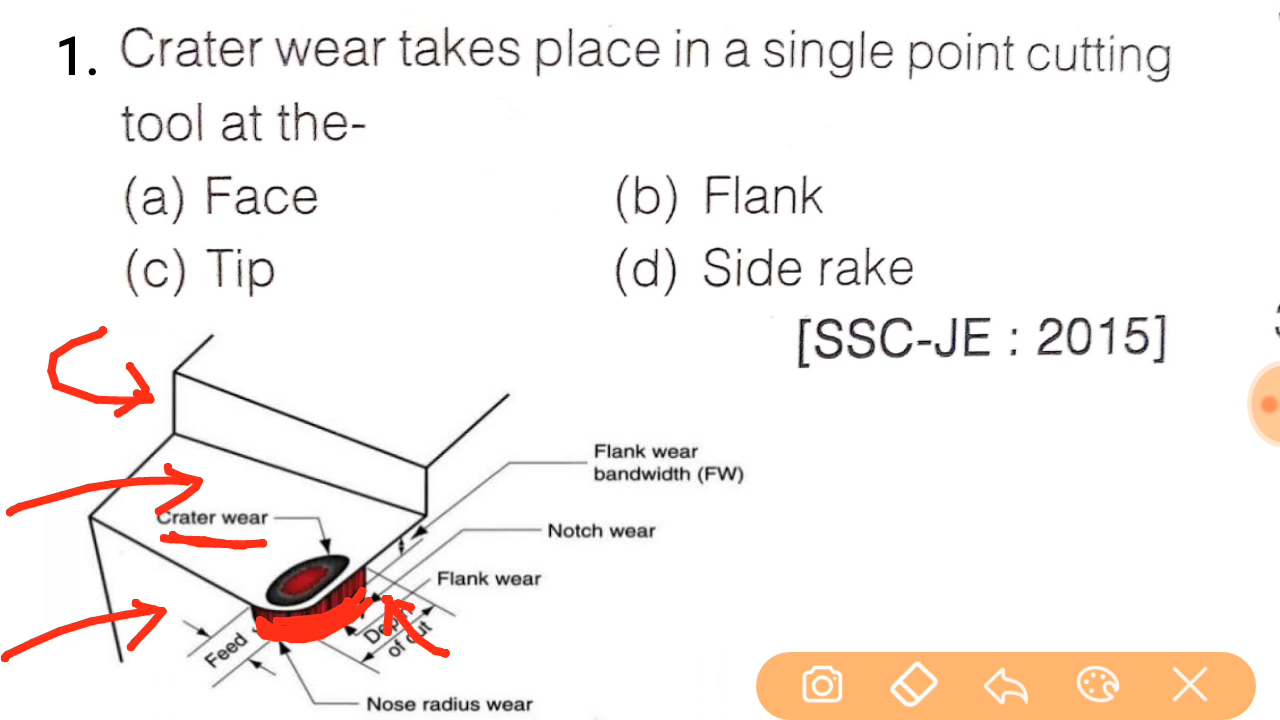 1. Crater wear takes place in a single point cutting
tool at the-
(a) Face (b) Flank
(c) Tip (d) Side rake
[SSC-JE : 2015]
Flank wear
bandwidth (FW)
Crater wear
Notch wear
Flank wear
Feed
of cut
Nose radius wear